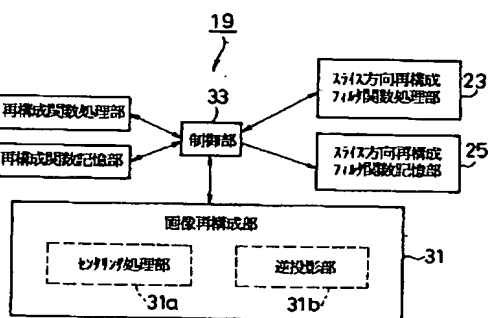 19
再構成関数処理部
再構成関数記憶部
33
制御部
スライス方向再構成
フィルタ関数処理部
23
スライス方向再構成
フィルタ関数記憶部
25
画像再構成部
センタリング処理部
逆投影部
31
31a
31b